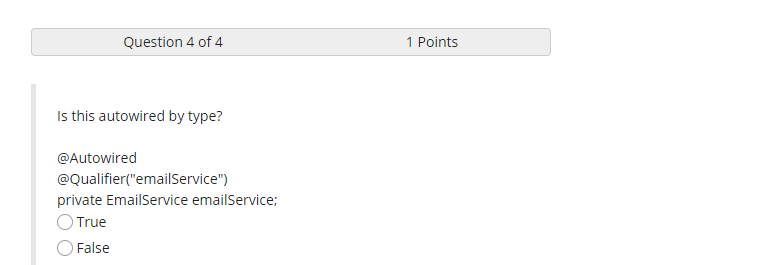 Question 4 of 4 1 Points
Is this autowired by type?
@Autowired
@Qualifier("emailService")
private EmailService emailService;
True
False